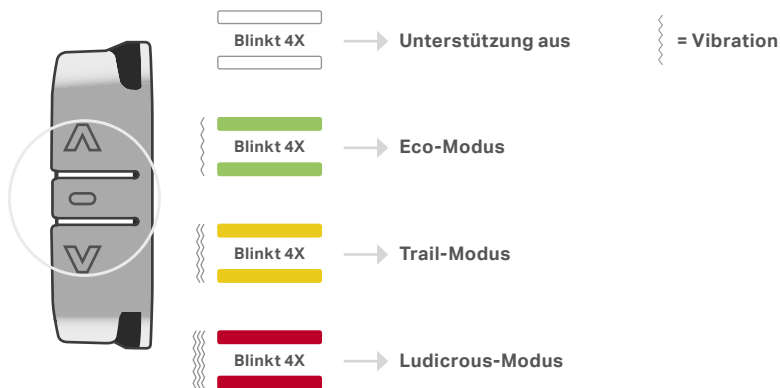 Blinkt 4X
Unterstützung aus
= Vibration
Blinkt 4X
Eco-Modus
Blinkt 4X
Trail-Modus
Blinkt 4X
Ludicrous-Modus